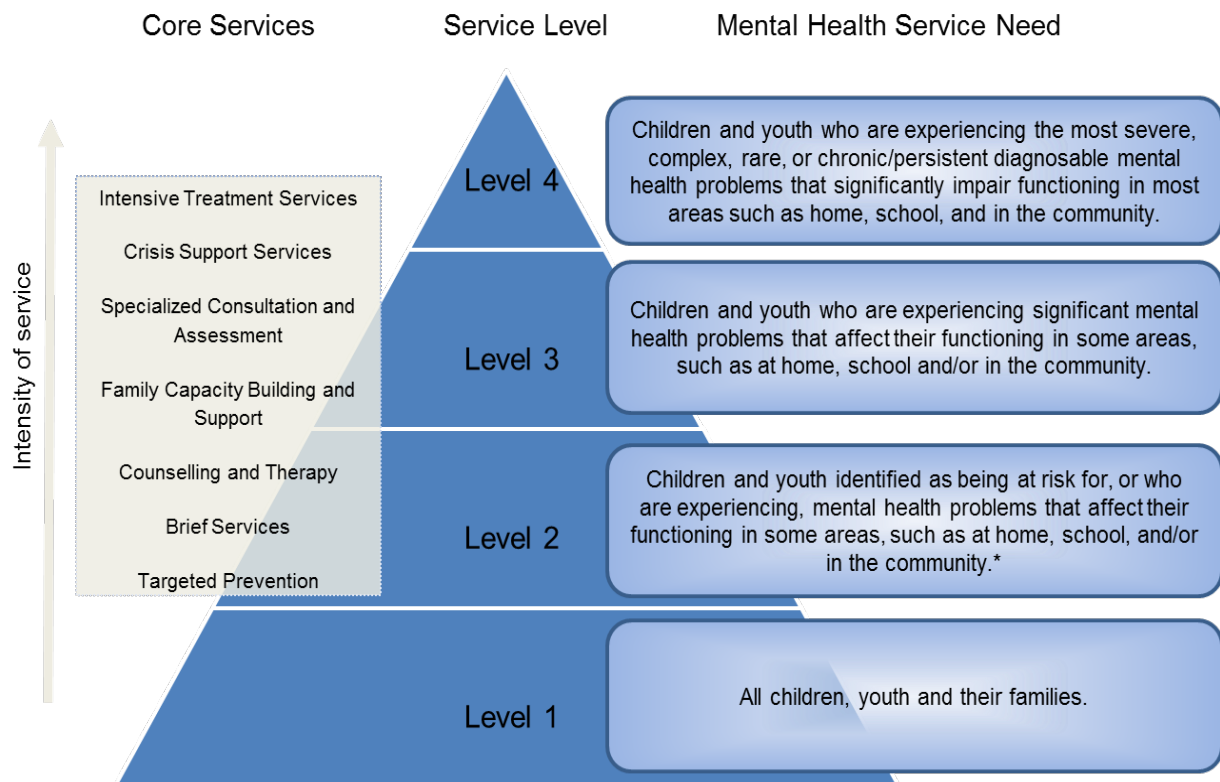 Core Services
Service Level
Mental Health Service Need
Intensity of service
Intensive Treatment Services
Crisis Support Services
Specialized Consultation and
Assessment
Family Capacity Building and
Support
Counselling and Therapy
Brief Services
Targeted Prevention
Level 4
Children and youth who are experiencing the most severe,
complex, rare, or chronic/persistent diagnosable mental
health problems that significantly impair functioning in most
areas such as home, school, and in the community.
Level 3
Children and youth who are experiencing significant mental
health problems that affect their functioning in some areas,
such as at home, school and/or in the community.
Level 2
Children and youth identified as being at risk for, or who
are experiencing, mental health problems that affect their
functioning in some areas, such as at home, school, and/or
in the community.*
Level 1
All children, youth and their families.